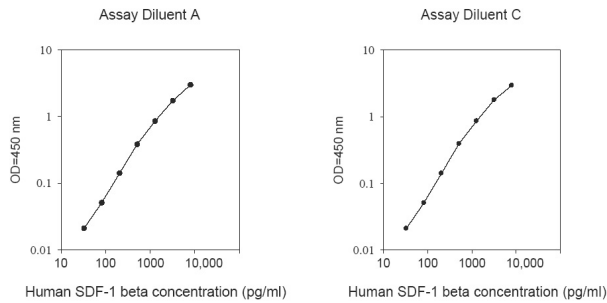 Assay Diluent A
10
1
0.1
0.01
OD=450 nm
10 100 1000 10,000
Human SDF-1 beta concentration (pg/ml)
Assay Diluent C
10
1
0.1
0.01
OD=450 nm
10 100 1000 10,000
Human SDF-1 beta concentration (pg/ml)